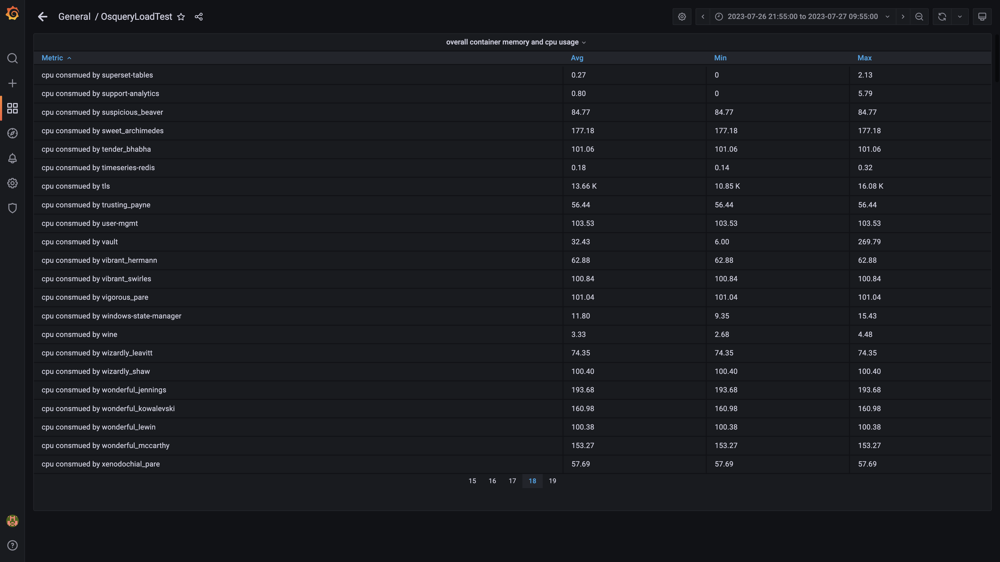 General / OsqueryLoadTest
2023-07-26 21:55:00 to 2023-07-27 09:55:00
overall container memory and cpu usage
Metric Avg Min Max
cpu consmued by superset-tables 0.27 0 2.13
cpu consmued by support-analytics 0.80 0 5.79
cpu consmued by suspicious_beaver 84.77 84.77 84.77
cpu consmued by sweet_archimedes 177.18 177.18 177.18
cpu consmued by tender_bhabha 101.06 101.06 101.06
cpu consmued by timeseries-redis 0.18 0.14 0.32
cpu consmued by tls 13.66 K 10.85 K 16.08 K
cpu consmued by trusting_payne 56.44 56.44 56.44
cpu consmued by user-mgmt 103.53 103.53 103.53
cpu consmued by vault 32.43 6.00 269.79
cpu consmued by vibrant_hermann 62.88 62.88 62.88
cpu consmued by vibrant_swirles 100.84 100.84 100.84
cpu consmued by vigorous_pare 101.04 101.04 101.04
cpu consmued by windows-state-manager 11.80 9.35 15.43
cpu consmued by wine 3.33 2.68 4.48
cpu consmued by wizardly_leavitt 74.35 74.35 74.35
cpu consmued by wizardly_shaw 100.40 100.40 100.40
cpu consmued by wonderful_jennings 193.68 193.68 193.68
cpu consmued by wonderful_kowalevski 160.98 160.98 160.98
cpu consmued by wonderful_lewin 100.38 100.38 100.38
cpu consmued by wonderful_mccarthy 153.27 153.27 153.27
cpu consmued by xenodochial_pare 57.69 57.69 57.69
15 16 17 18 19